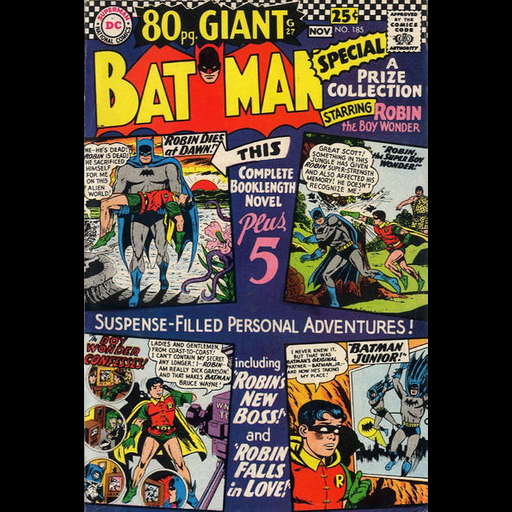 SUPERMAN
DC
NATIONAL COMICS
80 pg. GIANT
G
27
NOV.
25¢
NO. 185
APPROVED
BY THE
COMICS
CODE
AUTHORITY
BATMAN
SPECIAL
A
PRIZE
COLLECTION
STARRING ROBIN
the BOY WONDER
"ROBIN DIES
at DAWN!"
HE--HE'S DEAD!
ROBIN IS DEAD!
HE SACRIFICED
HIMSELF
FOR ME
ON THIS
ALIEN
WORLD!
THIS
COMPLETE
BOOKLENGTH
NOVEL
Plus
5
GREAT SCOTT!
SOMETHING IN THIS
JUNGLE HAS GIVEN
ROBIN SUPER-STRENGTH
AND ALSO AFFECTED HIS
MEMORY! HE DOESN'T
RECOGNIZE ME!
"ROBIN,
the SUPER BOY
WONDER!"
SUSPENSE-FILLED PERSONAL ADVENTURES!
The BOY
WONDER
CONFESSES!
LADIES AND GENTLEMEN,
FROM COAST-TO-COAST!
I CAN'T CONTAIN MY SECRET
ANY LONGER! I-ROBIN-
AM REALLY DICK GRAYSON!
AND THAT MAKES BATMAN
BRUCE WAYNE!
including
"ROBIN'S
NEW
BOSS!"
and
"ROBIN
FALLS
in LOVE!"
I NEVER KNEW IT,
BUT THAT WAS
BATMAN'S ORIGINAL
PARTNER--BATMAN, JR.
AND NOW HE'S TAKING
MY PLACE!
"BATMAN
JUNIOR!"
R